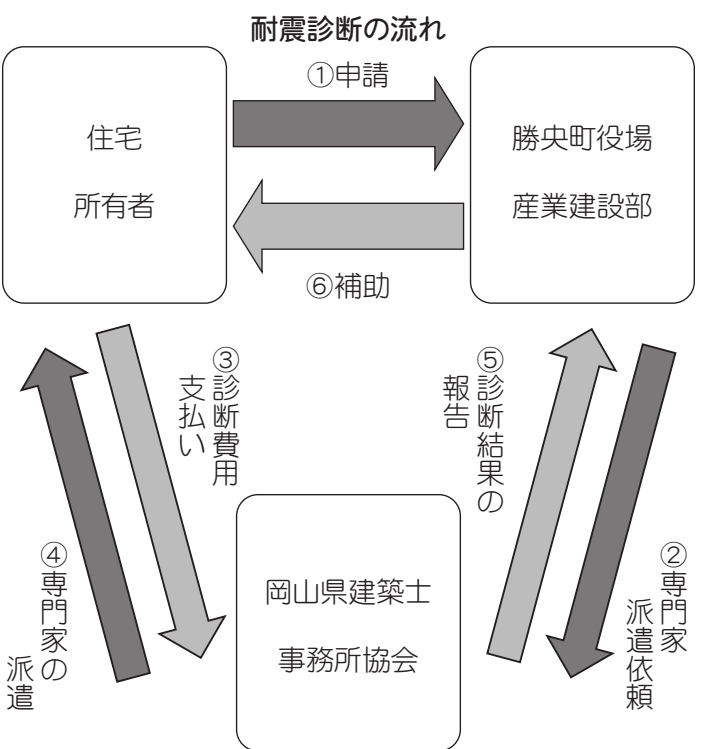 耐震診断の流れ
①申請
住宅
所有者
勝央町役場
産業建設部
⑥補助
③診断費用
支払い
⑤診断結果の
報告
④専門家の
派遣
②専門家
派遣依頼
岡山県建築士
事務所協会